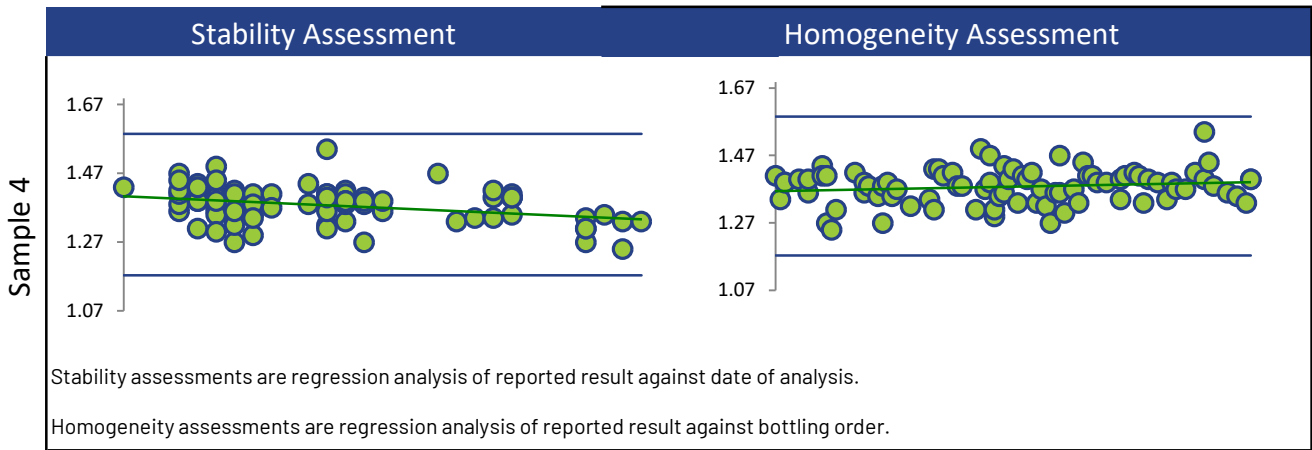 Stability Assessment
Homogeneity Assessment
Sample 4
1.67
1.47
1.27
1.07
1.67
1.47
1.27
1.07
Stability assessments are regression analysis of reported result against date of analysis.
Homogeneity assessments are regression analysis of reported result against bottling order.